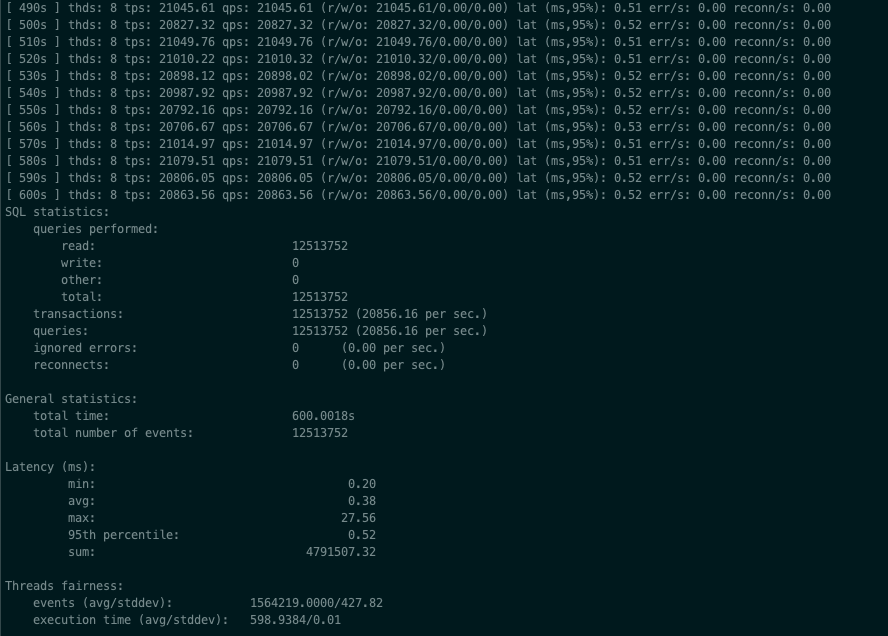 [ 490s ] thds: 8 tps: 21045.61 qps: 21045.61 (r/w/o: 21045.61/0.00/0.00) lat (ms,95%): 0.51 err/s: 0.00 reconn/s: 0.00
[ 500s ] thds: 8 tps: 20827.32 qps: 20827.32 (r/w/o: 20827.32/0.00/0.00) lat (ms,95%): 0.52 err/s: 0.00 reconn/s: 0.00
[ 510s ] thds: 8 tps: 21049.76 qps: 21049.76 (r/w/o: 21049.76/0.00/0.00) lat (ms,95%): 0.51 err/s: 0.00 reconn/s: 0.00
[ 520s ] thds: 8 tps: 21010.22 qps: 21010.32 (r/w/o: 21010.32/0.00/0.00) lat (ms,95%): 0.51 err/s: 0.00 reconn/s: 0.00
[ 530s ] thds: 8 tps: 20898.12 qps: 20898.02 (r/w/o: 20898.02/0.00/0.00) lat (ms,95%): 0.52 err/s: 0.00 reconn/s: 0.00
[ 540s ] thds: 8 tps: 20987.92 qps: 20987.92 (r/w/o: 20987.92/0.00/0.00) lat (ms,95%): 0.52 err/s: 0.00 reconn/s: 0.00
[ 550s ] thds: 8 tps: 20792.16 qps: 20792.16 (r/w/o: 20792.16/0.00/0.00) lat (ms,95%): 0.52 err/s: 0.00 reconn/s: 0.00
[ 560s ] thds: 8 tps: 20706.67 qps: 20706.67 (r/w/o: 20706.67/0.00/0.00) lat (ms,95%): 0.53 err/s: 0.00 reconn/s: 0.00
[ 570s ] thds: 8 tps: 21014.97 qps: 21014.97 (r/w/o: 21014.97/0.00/0.00) lat (ms,95%): 0.51 err/s: 0.00 reconn/s: 0.00
[ 580s ] thds: 8 tps: 21079.51 qps: 21079.51 (r/w/o: 21079.51/0.00/0.00) lat (ms,95%): 0.51 err/s: 0.00 reconn/s: 0.00
[ 590s ] thds: 8 tps: 20806.05 qps: 20806.05 (r/w/o: 20806.05/0.00/0.00) lat (ms,95%): 0.52 err/s: 0.00 reconn/s: 0.00
[ 600s ] thds: 8 tps: 20863.56 qps: 20863.56 (r/w/o: 20863.56/0.00/0.00) lat (ms,95%): 0.52 err/s: 0.00 reconn/s: 0.00
SQL statistics:
    queries performed:
        read:                            12513752
        write:                           0
        other:                           0
        total:                           12513752
    transactions:                        12513752 (20856.16 per sec.)
    queries:                             12513752 (20856.16 per sec.)
    ignored errors:                      0      (0.00 per sec.)
    reconnects:                          0      (0.00 per sec.)

General statistics:
    total time:                          600.0018s
    total number of events:              12513752

Latency (ms):
         min:                                    0.20
         avg:                                    0.38
         max:                                   27.56
         95th percentile:                        0.52
         sum:                              4791507.32

Threads fairness:
    events (avg/stddev):           1564219.0000/427.82
    execution time (avg/stddev):   598.9384/0.01